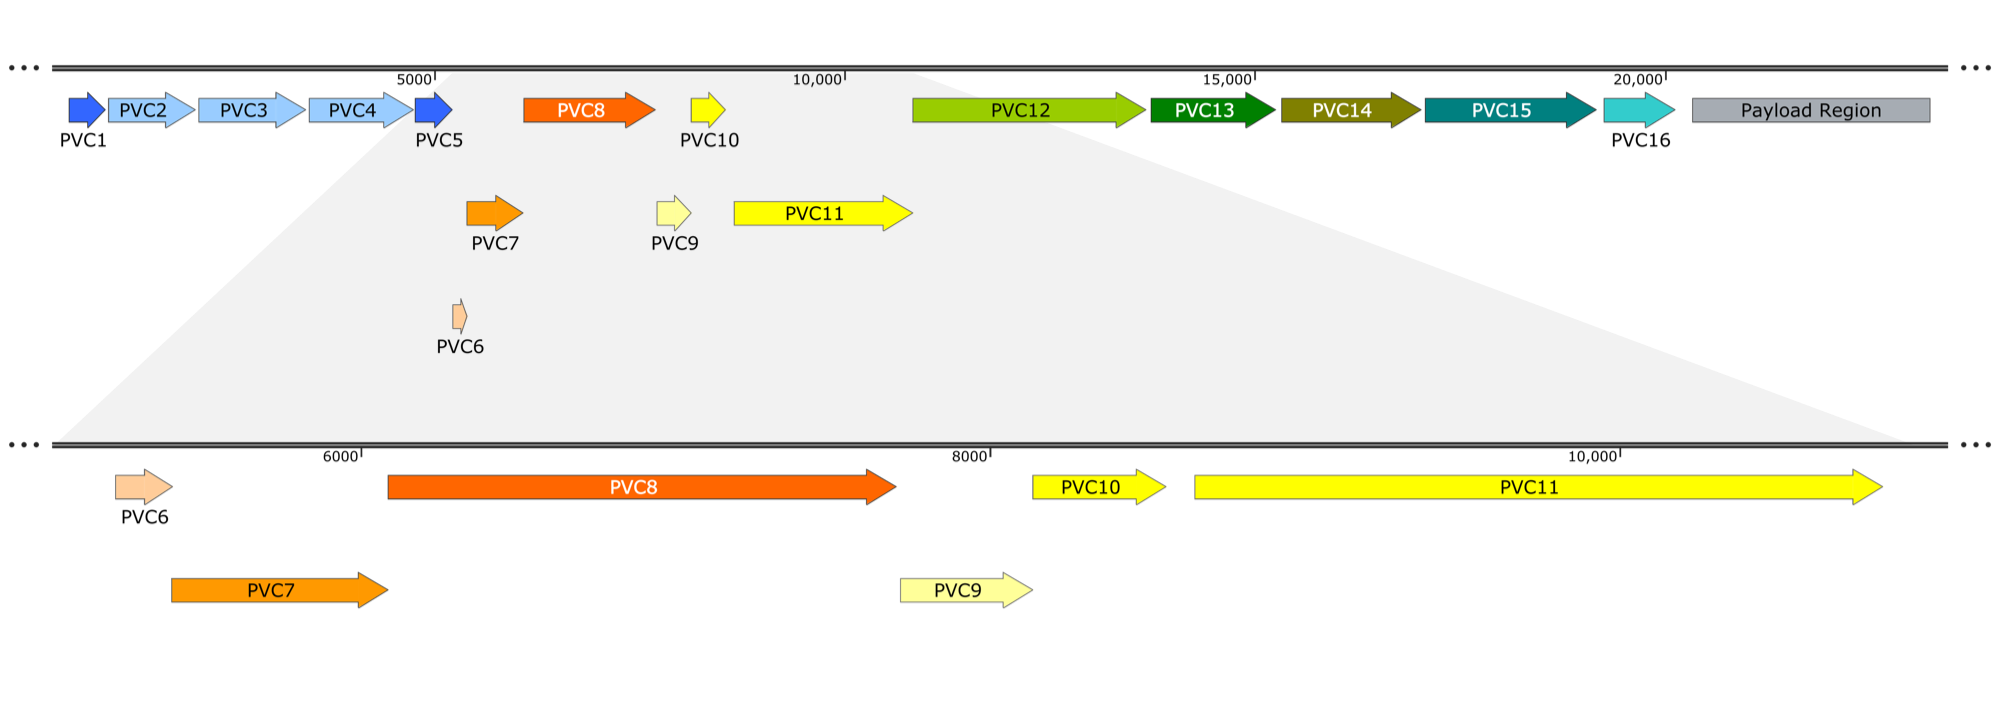 5000 10,000 15,000 20,000
PVC2 PVC3 PVC4 PVC8 PVC12 PVC13 PVC14 PVC15 Payload Region
PVC1 PVC5 PVC10 PVC16
PVC11
PVC7 PVC9
PVC6
6000 8000 10,000
PVC8 PVC10 PVC11
PVC6
PVC7 PVC9